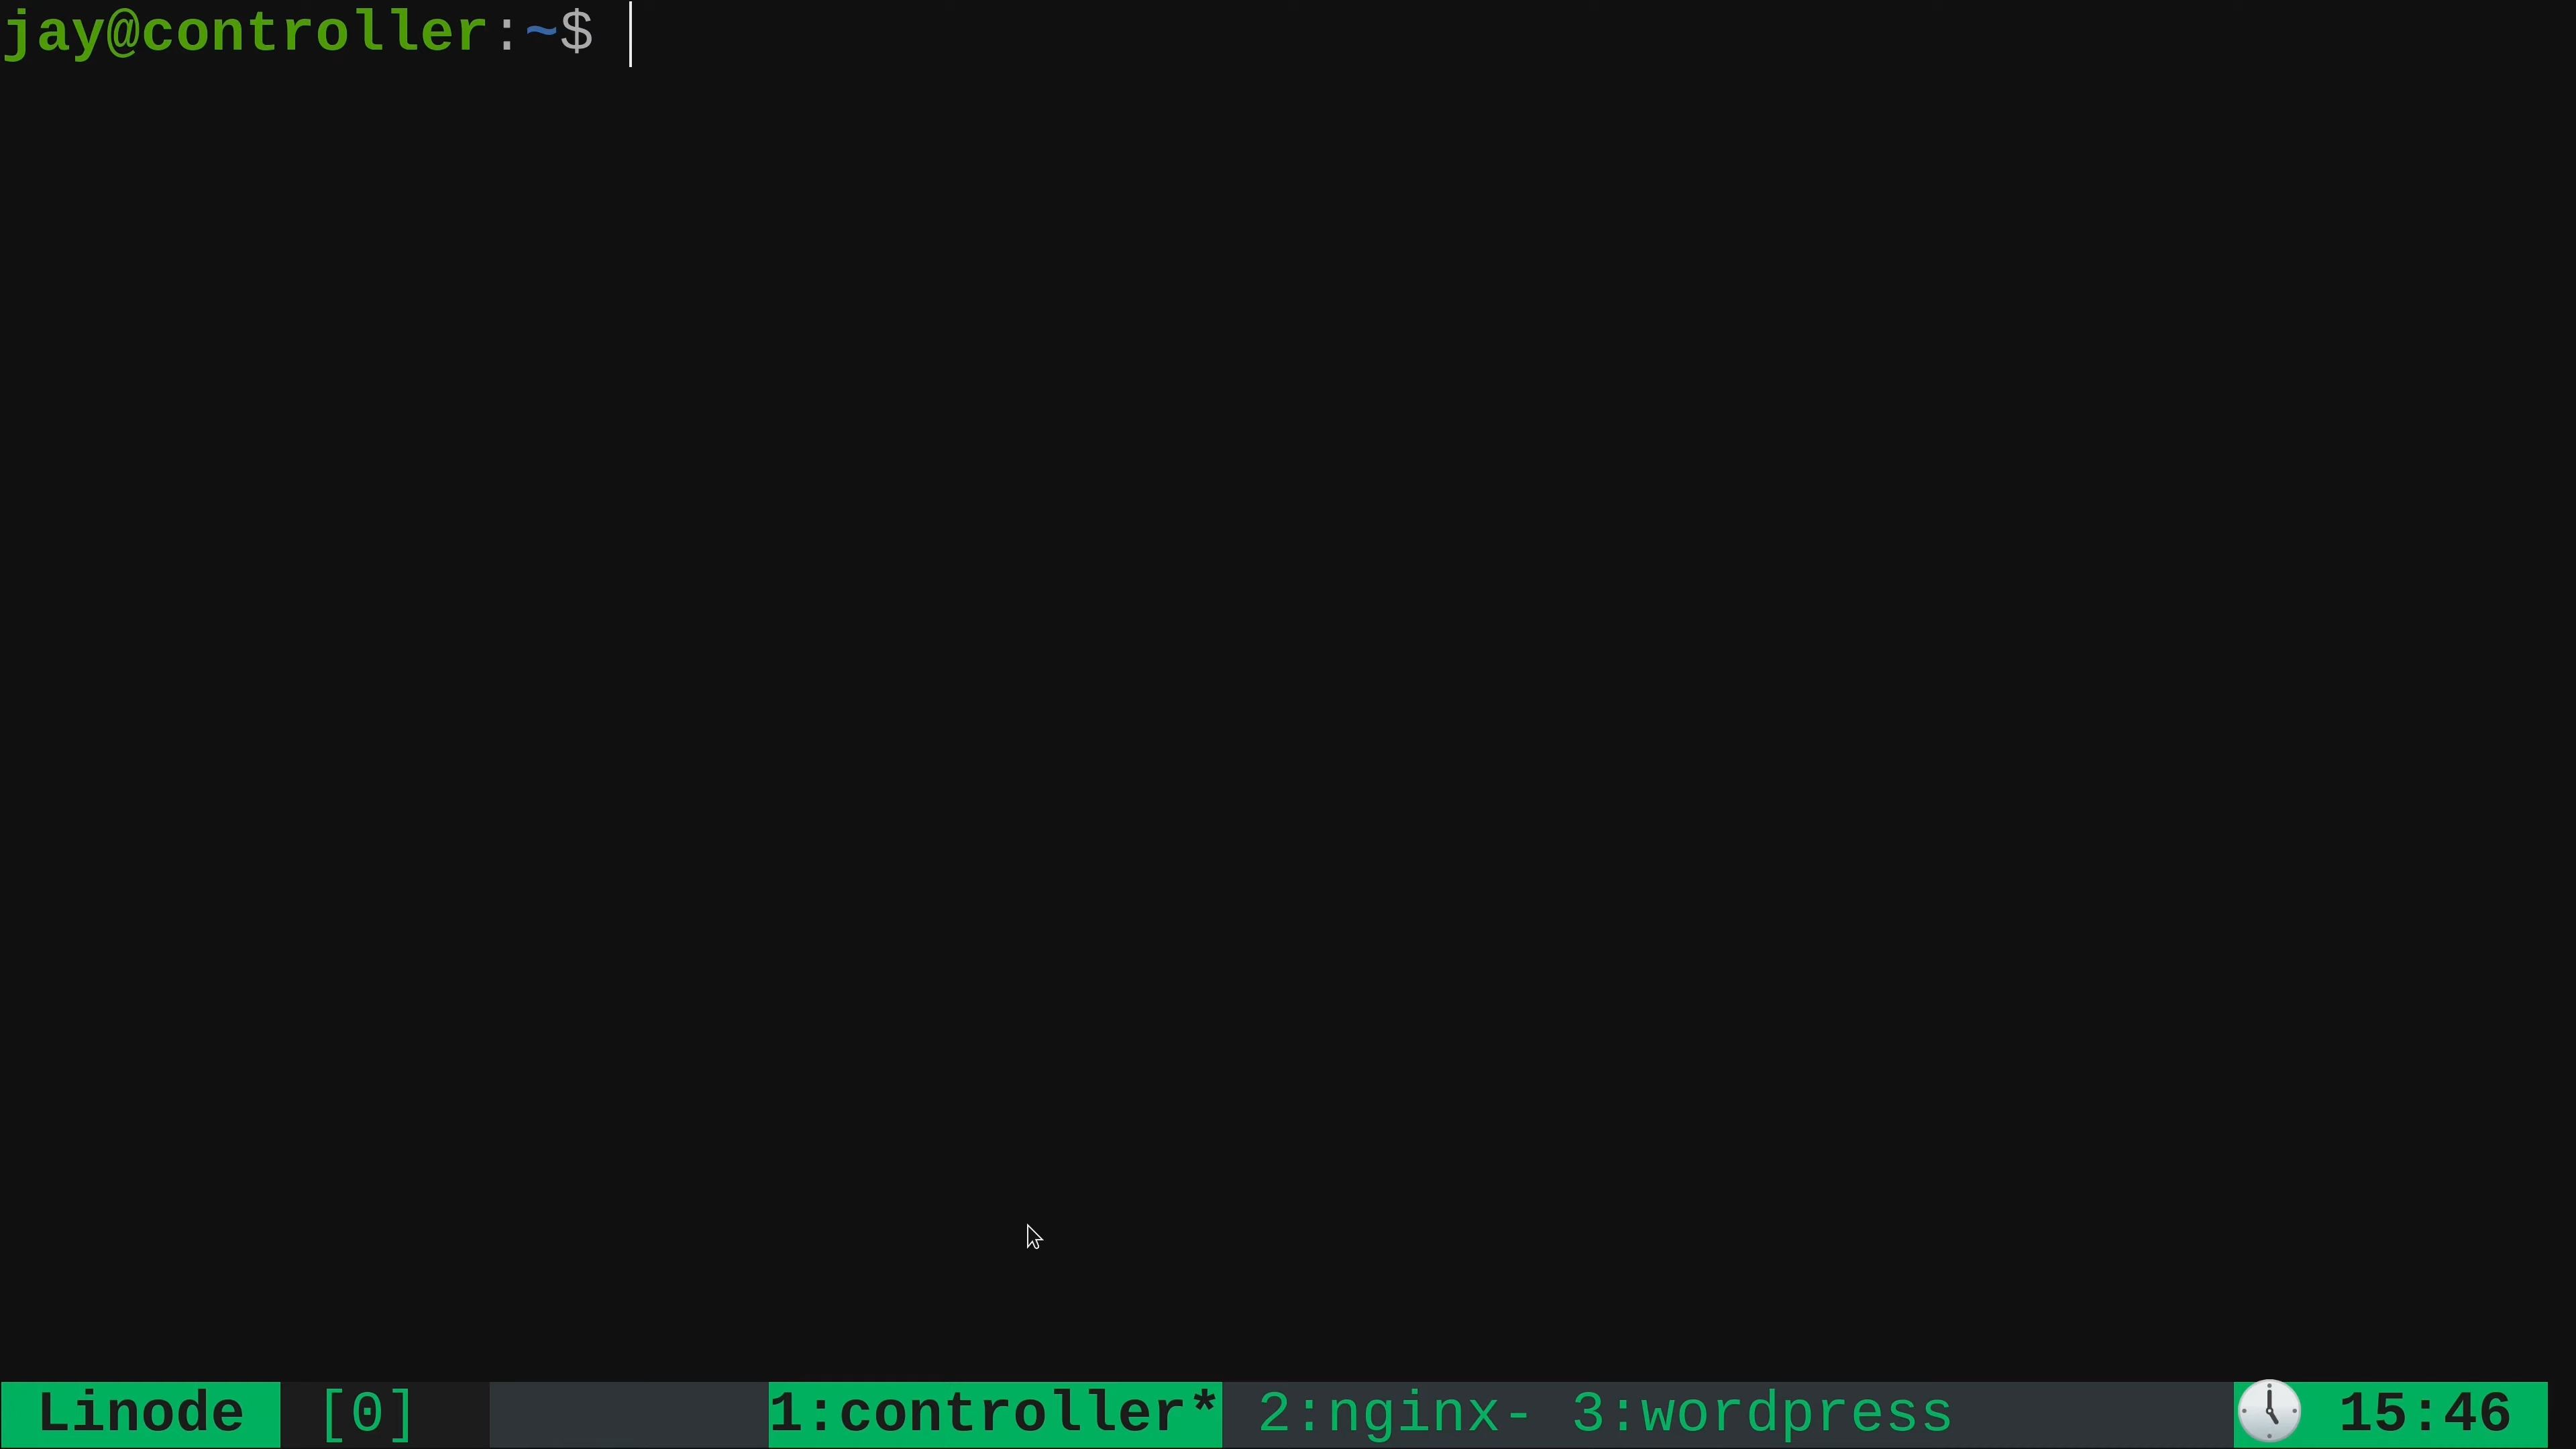 jay@controller:~$
Linode [0] 1:controller* 2:nginx- 3:wordpress 15:46